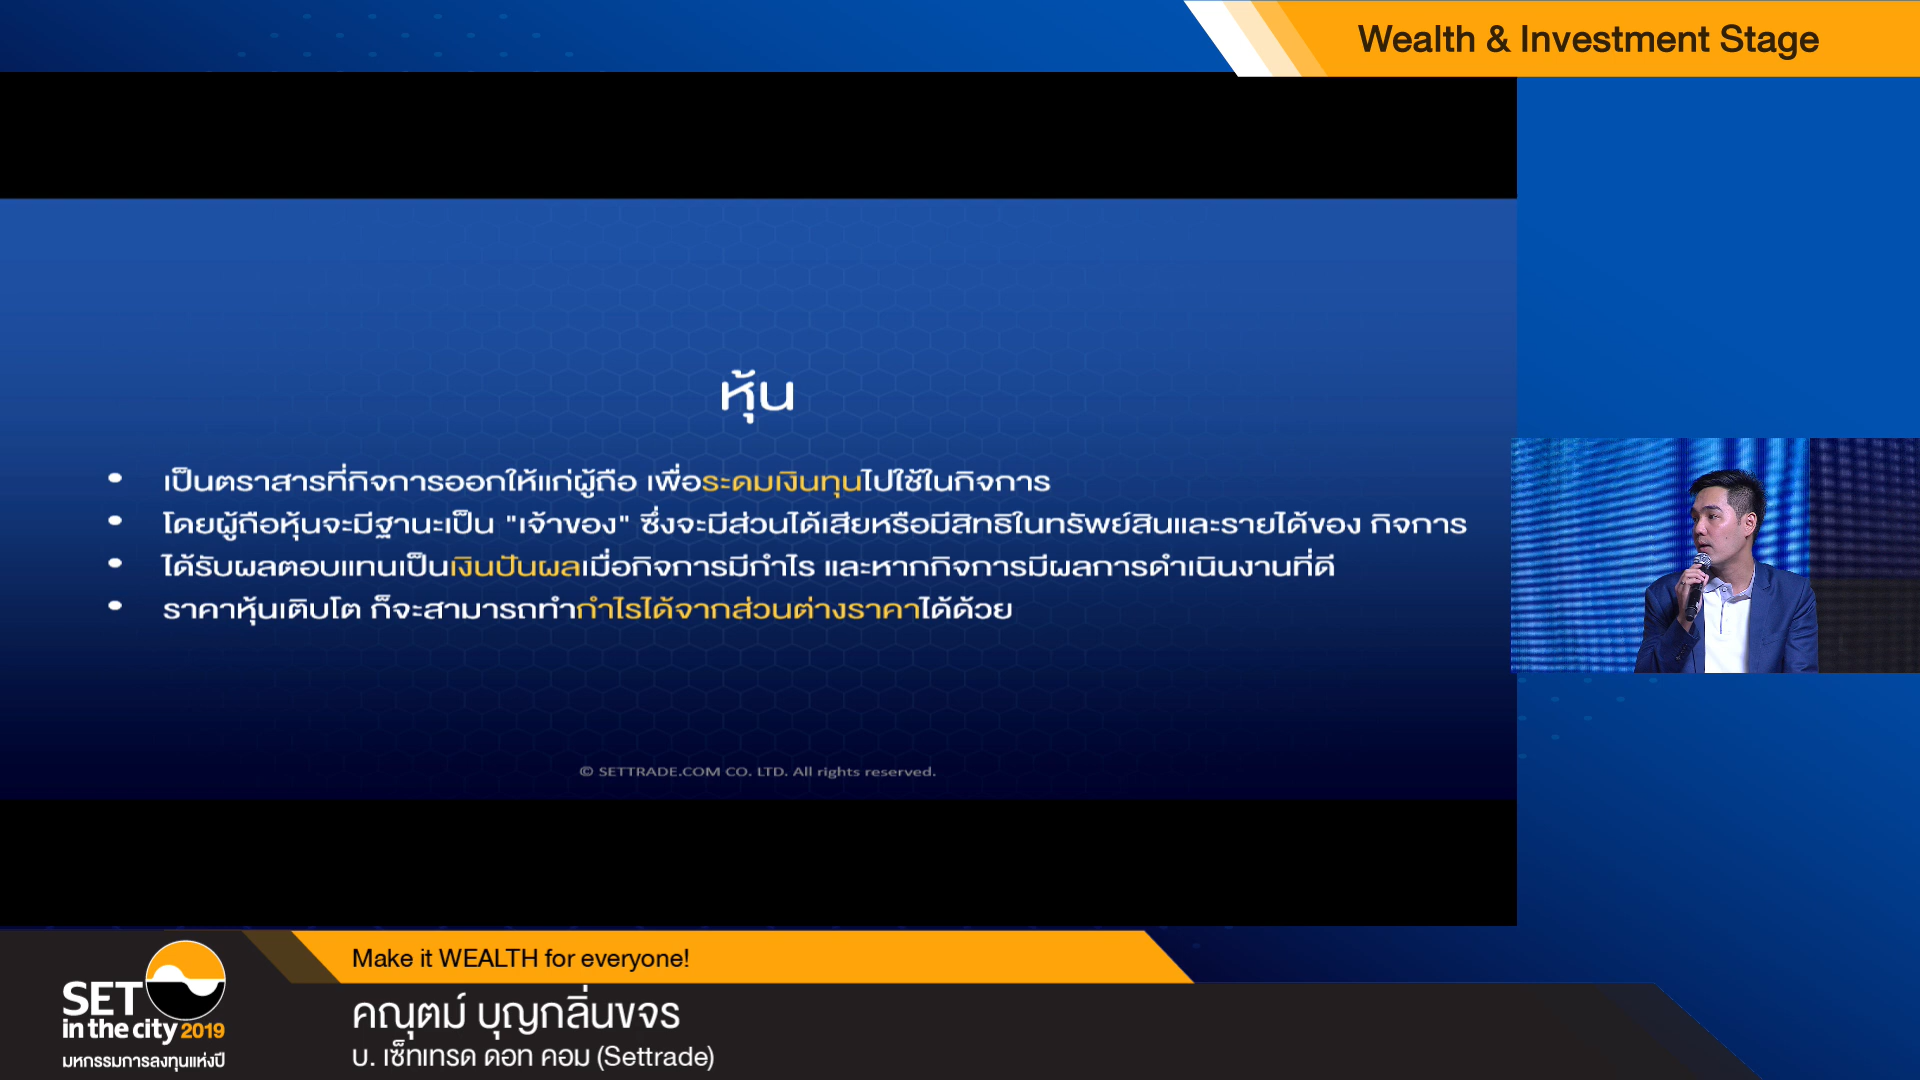 Wealth & Investment Stage
หุ้น
• เป็นตราสารที่กิจการออกให้แก่ผู้ถือ เพื่อระดมเงินทุนไปใช้ในกิจการ
• โดยผู้ถือหุ้นจะมีฐานะเป็น "เจ้าของ" ซึ่งจะมีส่วนได้เสียหรือมีสิทธิในทรัพย์สินและรายได้ของ กิจการ
• ได้รับผลตอบแทนเป็นเงินปันผลเมื่อกิจการมีกำไร และหากกิจการมีผลการดำเนินงานที่ดี
• ราคาหุ้นเติบโต ก็จะสามารถทำกำไรได้จากส่วนต่างราคาได้ด้วย
© SETTRADE.COM CO. LTD. All rights reserved.
Make it WEALTH for everyone!
คณุตม์ บุญกลิ่นขจร
บ. เซ็ทเทรด ดอท คอม (Settrade)
SET
in the city 2019
มหกรรมการลงทุนแห่งปี